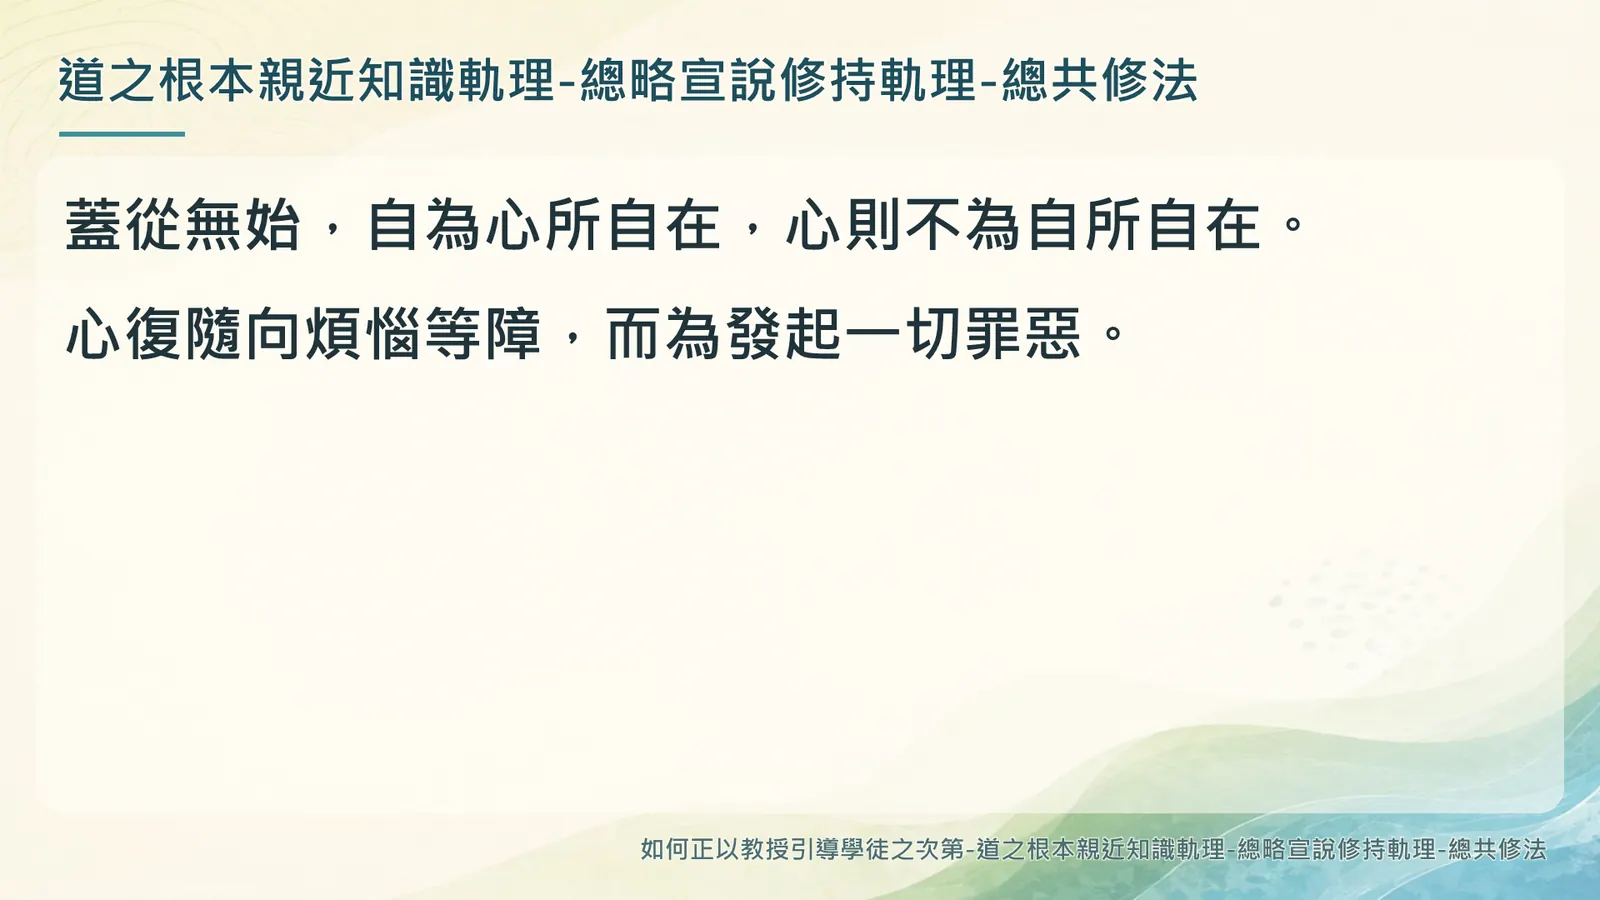 道之根本親近知識軌理-總略宣說修持軌理-總共修法
蓋從無始，自為心所自在，心則不為自所自在。
心復隨向煩惱等障，而為發起一切罪惡。
如何正以教授引導學徒之次第-道之根本親近知識軌理-總略宣說修持軌理-總共修法